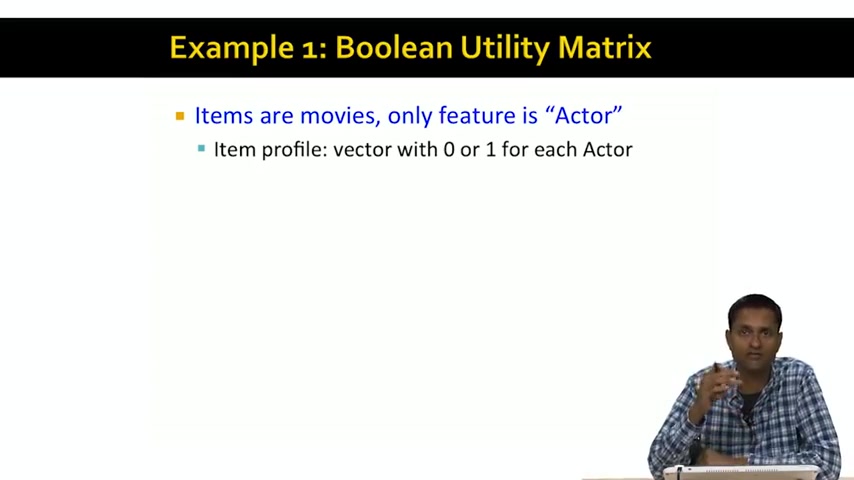 Example 1: Boolean Utility Matrix
Items are movies, only feature is “Actor”
Item profile: vector with 0 or 1 for each Actor